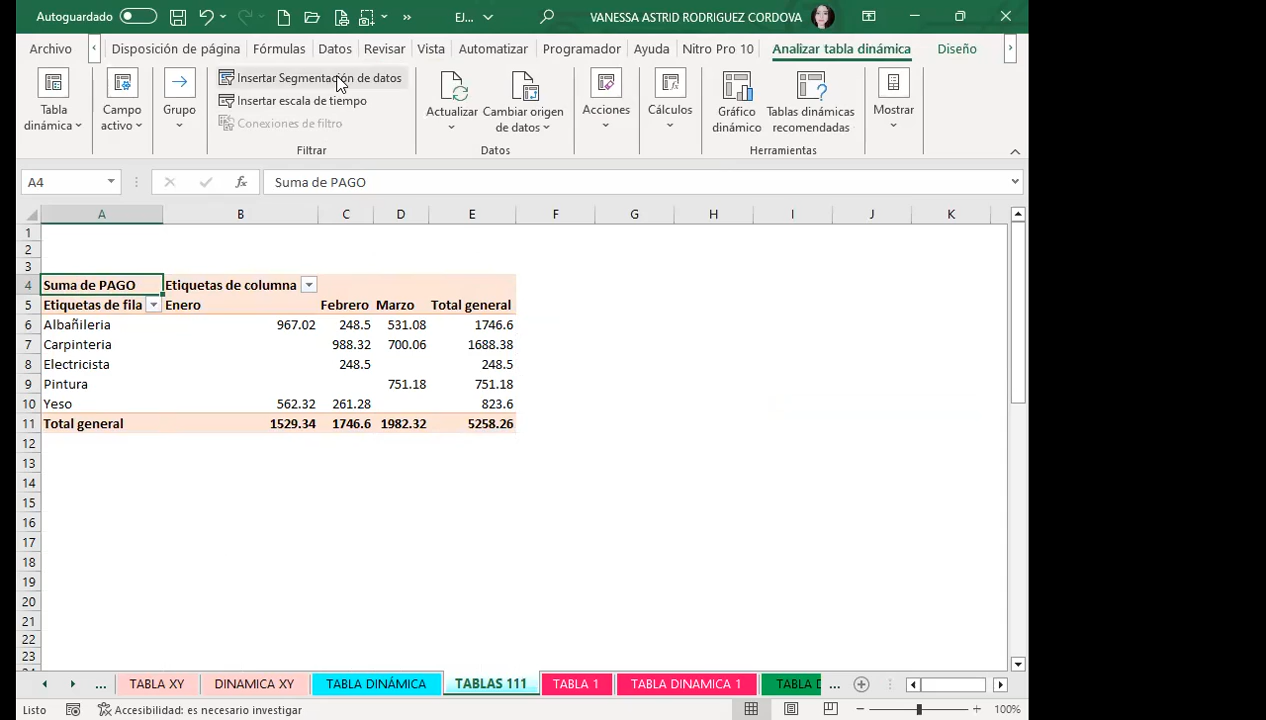 Autoguardado EJ... VANESSA ASTRID RODRIGUEZ CORDOVA
Archivo Disposición de página Fórmulas Datos Revisar Vista Automatizar Programador Ayuda Nitro Pro 10 Analizar tabla dinámica Diseño
Tabla dinámica
Campo activo
Grupo
Insertar Segmentación de datos
Insertar escala de tiempo
Conexiones de filtro
Filtrar
Actualizar
Cambiar origen de datos
Datos
Acciones
Cálculos
Gráfico dinámico
Tablas dinámicas recomendadas
Herramientas
Mostrar
A4 fx Suma de PAGO
A B C D E F G H I J K
1
2
3
4 Suma de PAGO Etiquetas de columna
5 Etiquetas de fila Enero Febrero Marzo Total general
6 Albañileria 967.02 248.5 531.08 1746.6
7 Carpinteria 988.32 700.06 1688.38
8 Electricista 248.5 248.5
9 Pintura 751.18 751.18
10 Yeso 562.32 261.28 823.6
11 Total general 1529.34 1746.6 1982.32 5258.26
12
13
14
15
16
17
18
19
20
21
22
23
... TABLA XY DINAMICA XY TABLA DINÁMICA TABLAS 111 TABLA 1 TABLA DINAMICA 1 TABLA D ...
Listo Accesibilidad: es necesario investigar 100%